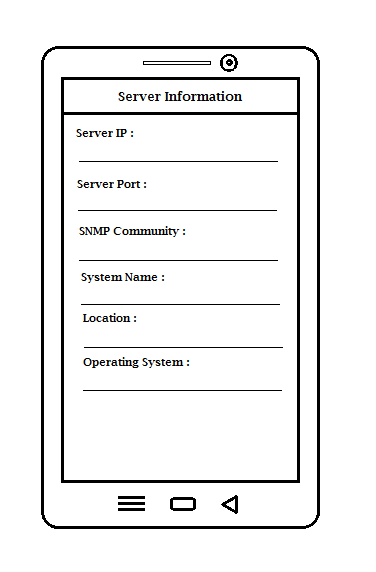 Server Information
Server IP :
Server Port :
SNMP Community :
System Name :
Location :
Operating System :